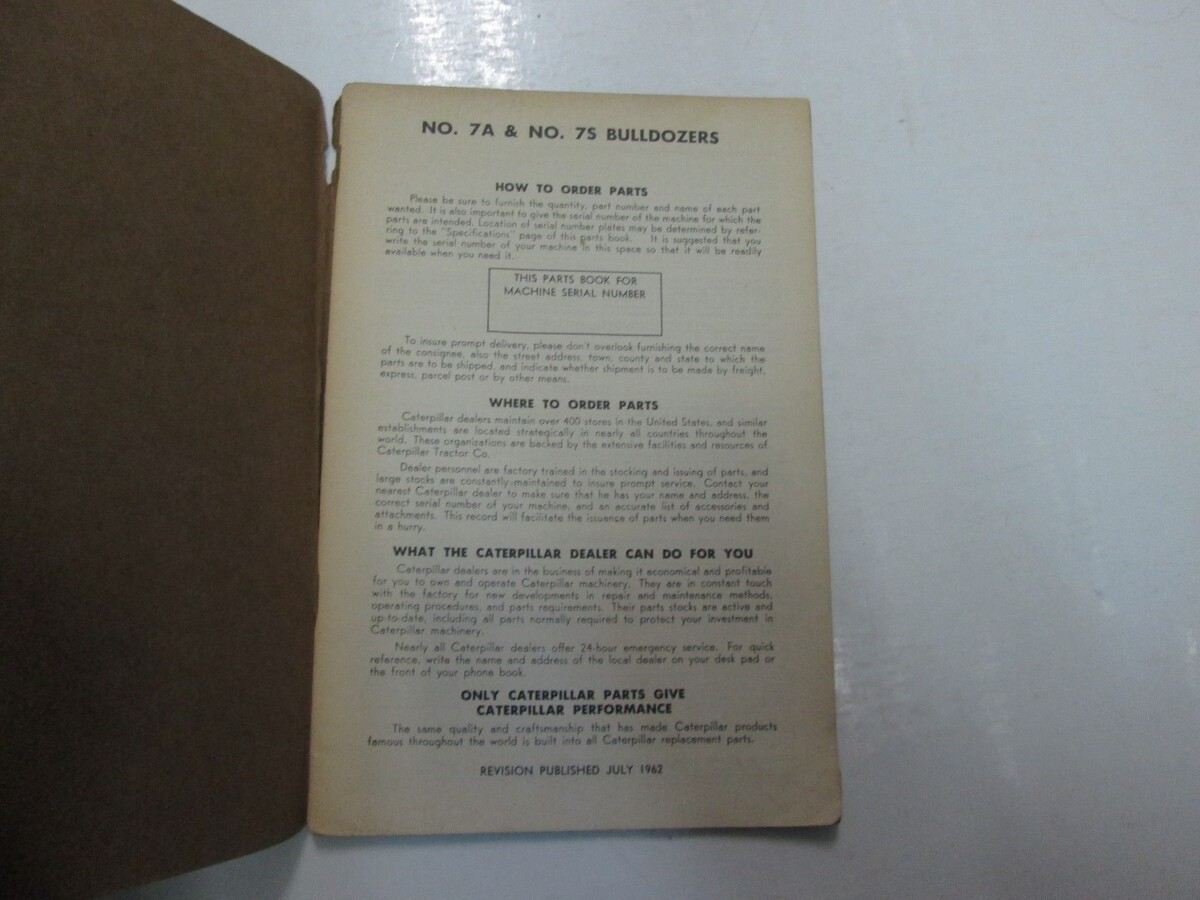 NO. 7A & NO. 7S BULLDOZERS
HOW TO ORDER PARTS
Please be sure to furnish the quantity, part number and name of each part
wanted. It is also important to give the serial number of the machine for which the
parts are intended. Location of serial number plates may be determined by refer-
ring to the "Specifications" page of this parts book. It is suggested that you
write the serial number of your machine in this space so that it will be readily
available when you need it.
THIS PARTS BOOK FOR
MACHINE SERIAL NUMBER
To insure prompt delivery, please don't overlook furnishing the correct name
of the consignee, also the street address, town, county and state to which the
parts are to be shipped, and indicate whether shipment is to be made by freight,
express, parcel post or by other means.
WHERE TO ORDER PARTS
Caterpillar dealers maintain over 400 stores in the United States, and similar
establishments are located strategically in nearly all countries throughout the
world. These organizations are backed by the extensive facilities and resources of
Caterpillar Tractor Co.
Dealer personnel are factory trained in the stocking and issuing of parts, and
large stocks are constantly maintained to insure prompt service. Contact your
nearest Caterpillar dealer to make sure that he has your name and address, the
correct serial number of your machine, and an accurate list of accessories and
attachments. This record will facilitate the issuance of parts when you need them
in a hurry.
WHAT THE CATERPILLAR DEALER CAN DO FOR YOU
Caterpillar dealers are in the business of making it economical and profitable
for you to own and operate Caterpillar machinery. They are in constant touch
with the factory for new developments in repair and maintenance methods,
operating procedures, and parts requirements. Their parts stocks are active and
up-to-date, including all parts normally required to protect your investment in
Caterpillar machinery.
Nearly all Caterpillar dealers offer 24-hour emergency service. For quick
reference, write the name and address of the local dealer on your desk pad or
the front of your phone book.
ONLY CATERPILLAR PARTS GIVE
CATERPILLAR PERFORMANCE
The same quality and craftsmanship that has made Caterpillar products
famous throughout the world is built into all Caterpillar replacement parts.
REVISION PUBLISHED JULY 1962